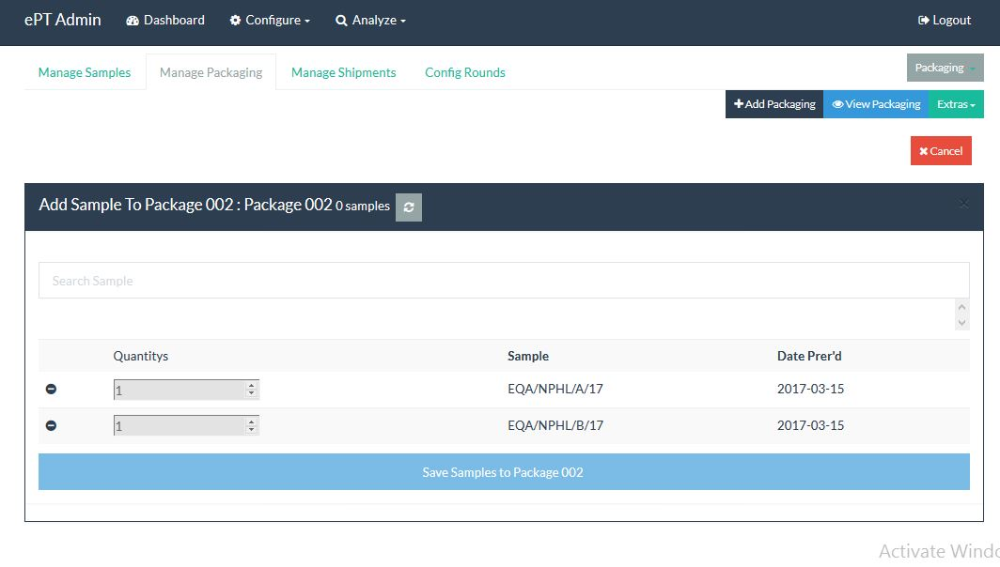 ePT Admin Dashboard Configure Analyze Logout
Manage Samples Manage Packaging Manage Shipments Config Rounds Packaging
Add Packaging View Packaging Extras
Cancel
Add Sample To Package 002 : Package 002 0 samples
Search Sample
Quantitys Sample Date Prer'd
1 EQA/NPHL/A/17 2017-03-15
1 EQA/NPHL/B/17 2017-03-15
Save Samples to Package 002
Activate Windo